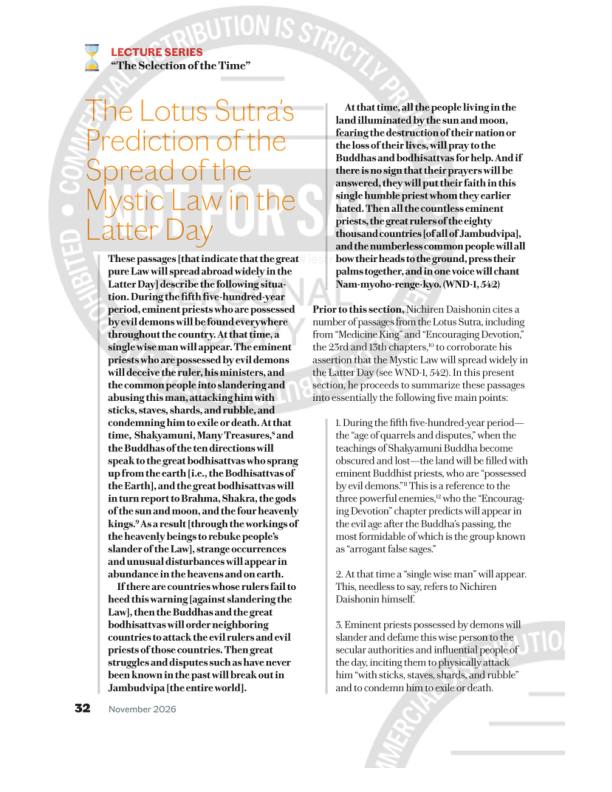 LECTURE SERIES
“The Selection of the Time”
The Lotus Sutra’s
Prediction of the
Spread of the
Mystic Law in the
Latter Day
These passages [that indicate that the great
pure Law will spread abroad widely in the
Latter Day] describe the following situa-
tion. During the fifth five-hundred-year
period, eminent priests who are possessed
by evil demons will be found everywhere
throughout the country. At that time, a
single wise man will appear. The eminent
priests who are possessed by evil demons
will deceive the ruler, his ministers, and
the common people into slandering and
abusing this man, attacking him with
sticks, staves, shards, and rubble, and
condemning him to exile or death. At that
time, Shakyamuni, Many Treasures,⁸ and
the Buddhas of the ten directions will
speak to the great bodhisattvas who sprang
up from the earth [i.e., the Bodhisattvas of
the Earth], and the great bodhisattvas will
in turn report to Brahma, Shakra, the gods
of the sun and moon, and the four heavenly
kings.⁹ As a result [through the workings of
the heavenly beings to rebuke people’s
slander of the Law], strange occurrences
and unusual disturbances will appear in
abundance in the heavens and on earth.
If there are countries whose rulers fail to
heed this warning [against slandering the
Law], then the Buddhas and the great
bodhisattvas will order neighboring
countries to attack the evil rulers and evil
priests of those countries. Then great
struggles and disputes such as have never
been known in the past will break out in
Jambudvipa [the entire world].
At that time, all the people living in the
land illuminated by the sun and moon,
fearing the destruction of their nation or
the loss of their lives, will pray to the
Buddhas and bodhisattvas for help. And if
there is no sign that their prayers will be
answered, they will put their faith in this
single humble priest whom they earlier
hated. Then all the countless eminent
priests, the great rulers of the eighty
thousand countries [of all of Jambudvipa],
and the numberless common people will all
bow their heads to the ground, press their
palms together, and in one voice will chant
Nam-myoho-renge-kyo. (WND-1, 542)
Prior to this section, Nichiren Daishonin cites a
number of passages from the Lotus Sutra, including
from “Medicine King” and “Encouraging Devotion,”
the 23rd and 13th chapters,¹⁰ to corroborate his
assertion that the Mystic Law will spread widely in
the Latter Day (see WND-1, 542). In this present
section, he proceeds to summarize these passages
into essentially the following five main points:
1. During the fifth five-hundred-year period—
the “age of quarrels and disputes,” when the
teachings of Shakyamuni Buddha become
obscured and lost—the land will be filled with
eminent Buddhist priests, who are “possessed
by evil demons.”¹¹ This is a reference to the
three powerful enemies,¹² who the “Encourag-
ing Devotion” chapter predicts will appear in
the evil age after the Buddha’s passing, the
most formidable of which is the group known
as “arrogant false sages.”
2. At that time a “single wise man” will appear.
This, needless to say, refers to Nichiren
Daishonin himself.
3. Eminent priests possessed by demons will
slander and defame this wise person to the
secular authorities and influential people of
the day, inciting them to physically attack
him “with sticks, staves, shards, and rubble”
and to condemn him to exile or death.
32 November 2026
NOT FOR SA
COMMERCIAL DISTRIBUTION IS STRICTLY PRO